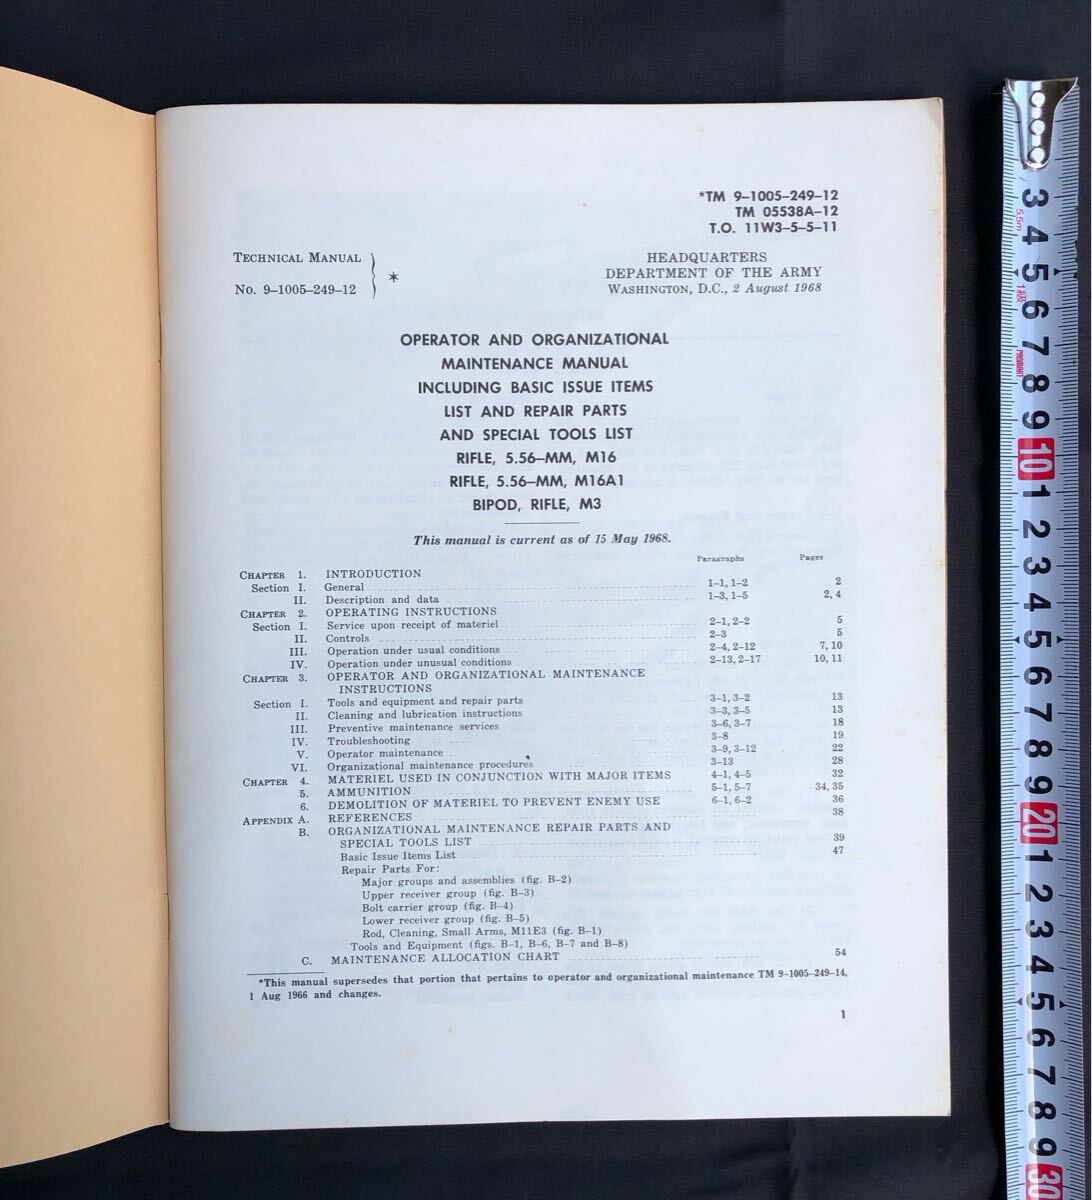 *TM 9-1005-249-12
TM 05538A-12
T.O. 11W3-5-5-11
TECHNICAL MANUAL
No. 9-1005-249-12
*
HEADQUARTERS
DEPARTMENT OF THE ARMY
WASHINGTON, D.C., 2 August 1968
OPERATOR AND ORGANIZATIONAL
MAINTENANCE MANUAL
INCLUDING BASIC ISSUE ITEMS
LIST AND REPAIR PARTS
AND SPECIAL TOOLS LIST
RIFLE, 5.56-MM, M16
RIFLE, 5.56-MM, M16A1
BIPOD, RIFLE, M3
This manual is current as of 15 May 1968.
Paragraphs Pages
CHAPTER 1. INTRODUCTION
Section I. General 1-1, 1-2 2
II. Description and data 1-3, 1-5 2, 4
CHAPTER 2. OPERATING INSTRUCTIONS
Section I. Service upon receipt of materiel 2-1, 2-2 5
II. Controls 2-3 5
III. Operation under usual conditions 2-4, 2-12 7, 10
IV. Operation under unusual conditions 2-13, 2-17 10, 11
CHAPTER 3. OPERATOR AND ORGANIZATIONAL MAINTENANCE
INSTRUCTIONS
Section I. Tools and equipment and repair parts 3-1, 3-2 13
II. Cleaning and lubrication instructions 3-3, 3-5 13
III. Preventive maintenance services 3-6, 3-7 18
IV. Troubleshooting 3-8 19
V. Operator maintenance 3-9, 3-12 22
VI. Organizational maintenance procedures 3-13 28
CHAPTER 4. MATERIEL USED IN CONJUNCTION WITH MAJOR ITEMS 4-1, 4-5 32
5. AMMUNITION 5-1, 5-7 34, 35
6. DEMOLITION OF MATERIEL TO PREVENT ENEMY USE 6-1, 6-2 36
APPENDIX A. REFERENCES 38
B. ORGANIZATIONAL MAINTENANCE REPAIR PARTS AND
SPECIAL TOOLS LIST 39
Basic Issue Items List 47
Repair Parts For:
Major groups and assemblies (fig. B-2)
Upper receiver group (fig. B-3)
Bolt carrier group (fig. B-4)
Lower receiver group (fig. B-5)
Rod, Cleaning, Small Arms, M11E3 (fig. B-1)
Tools and Equipment (figs. B-1, B-6, B-7 and B-8)
C. MAINTENANCE ALLOCATION CHART 54
*This manual supersedes that portion that pertains to operator and organizational maintenance TM 9-1005-249-14,
1 Aug 1966 and changes.
1
3
5.5m
4
5
1
6
7
8
9
10
1
2
3
4
5
6
7
8
9
20
1
2
3
4
5
6
7
8
9
30